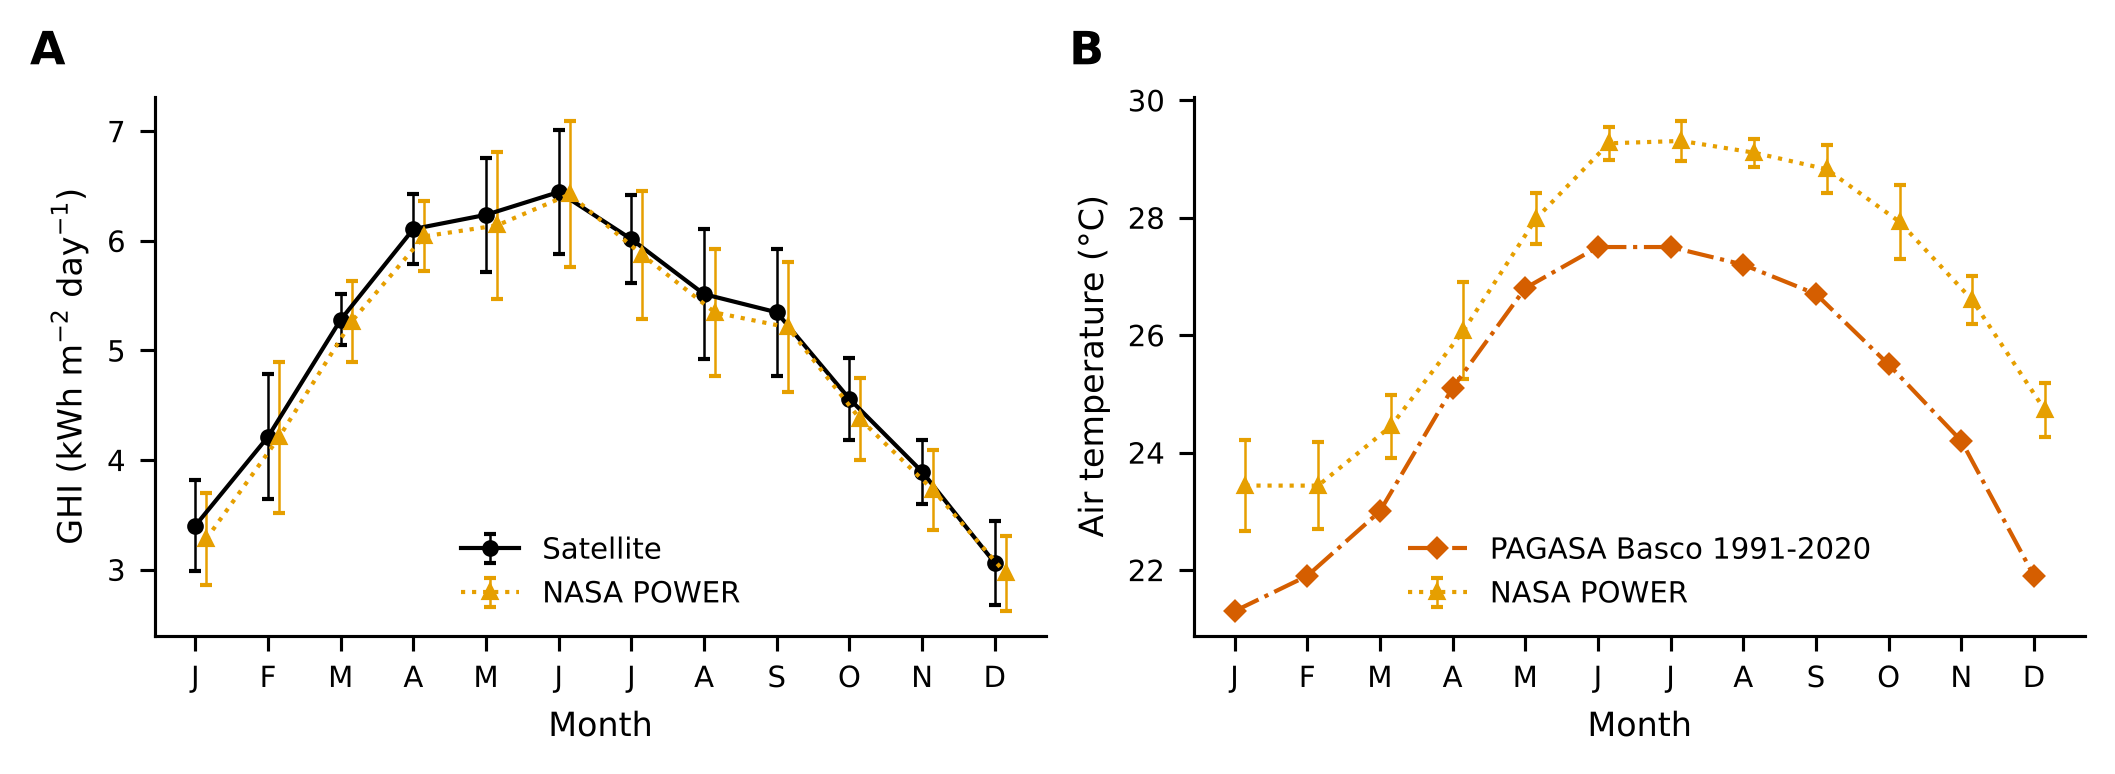 A
GHI (kWh m⁻² day⁻¹)
7
6
5
4
3
Satellite
NASA POWER
J F M A M J J A S O N D
Month
B
Air temperature (°C)
30
28
26
24
22
PAGASA Basco 1991-2020
NASA POWER
J F M A M J J A S O N D
Month